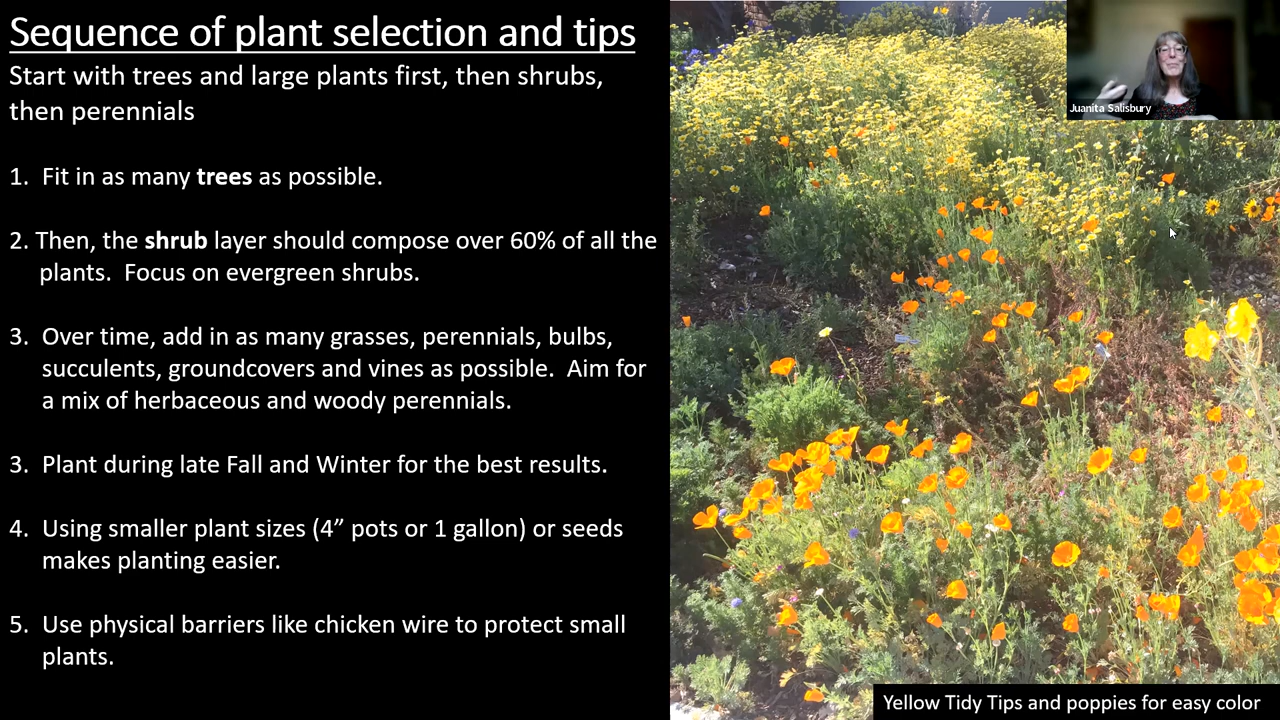 Sequence of plant selection and tips
Start with trees and large plants first, then shrubs,
then perennials
1. Fit in as many trees as possible.
2. Then, the shrub layer should compose over 60% of all the
plants. Focus on evergreen shrubs.
3. Over time, add in as many grasses, perennials, bulbs,
succulents, groundcovers and vines as possible. Aim for
a mix of herbaceous and woody perennials.
3. Plant during late Fall and Winter for the best results.
4. Using smaller plant sizes (4” pots or 1 gallon) or seeds
makes planting easier.
5. Use physical barriers like chicken wire to protect small
plants.
Juanita Salisbury
Yellow Tidy Tips and poppies for easy color